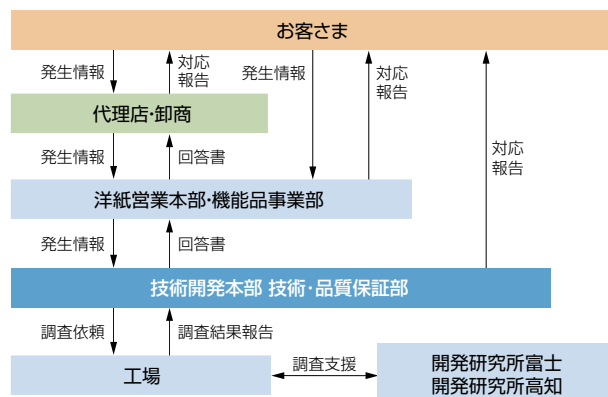 お客さま
発生情報
対応
報告
発生情報
対応
報告
代理店・卸商
発生情報
回答書
対応
報告
洋紙営業本部・機能品事業部
発生情報
回答書
技術開発本部 技術・品質保証部
調査依頼
調査結果報告
工場
調査支援
開発研究所富士
開発研究所高知